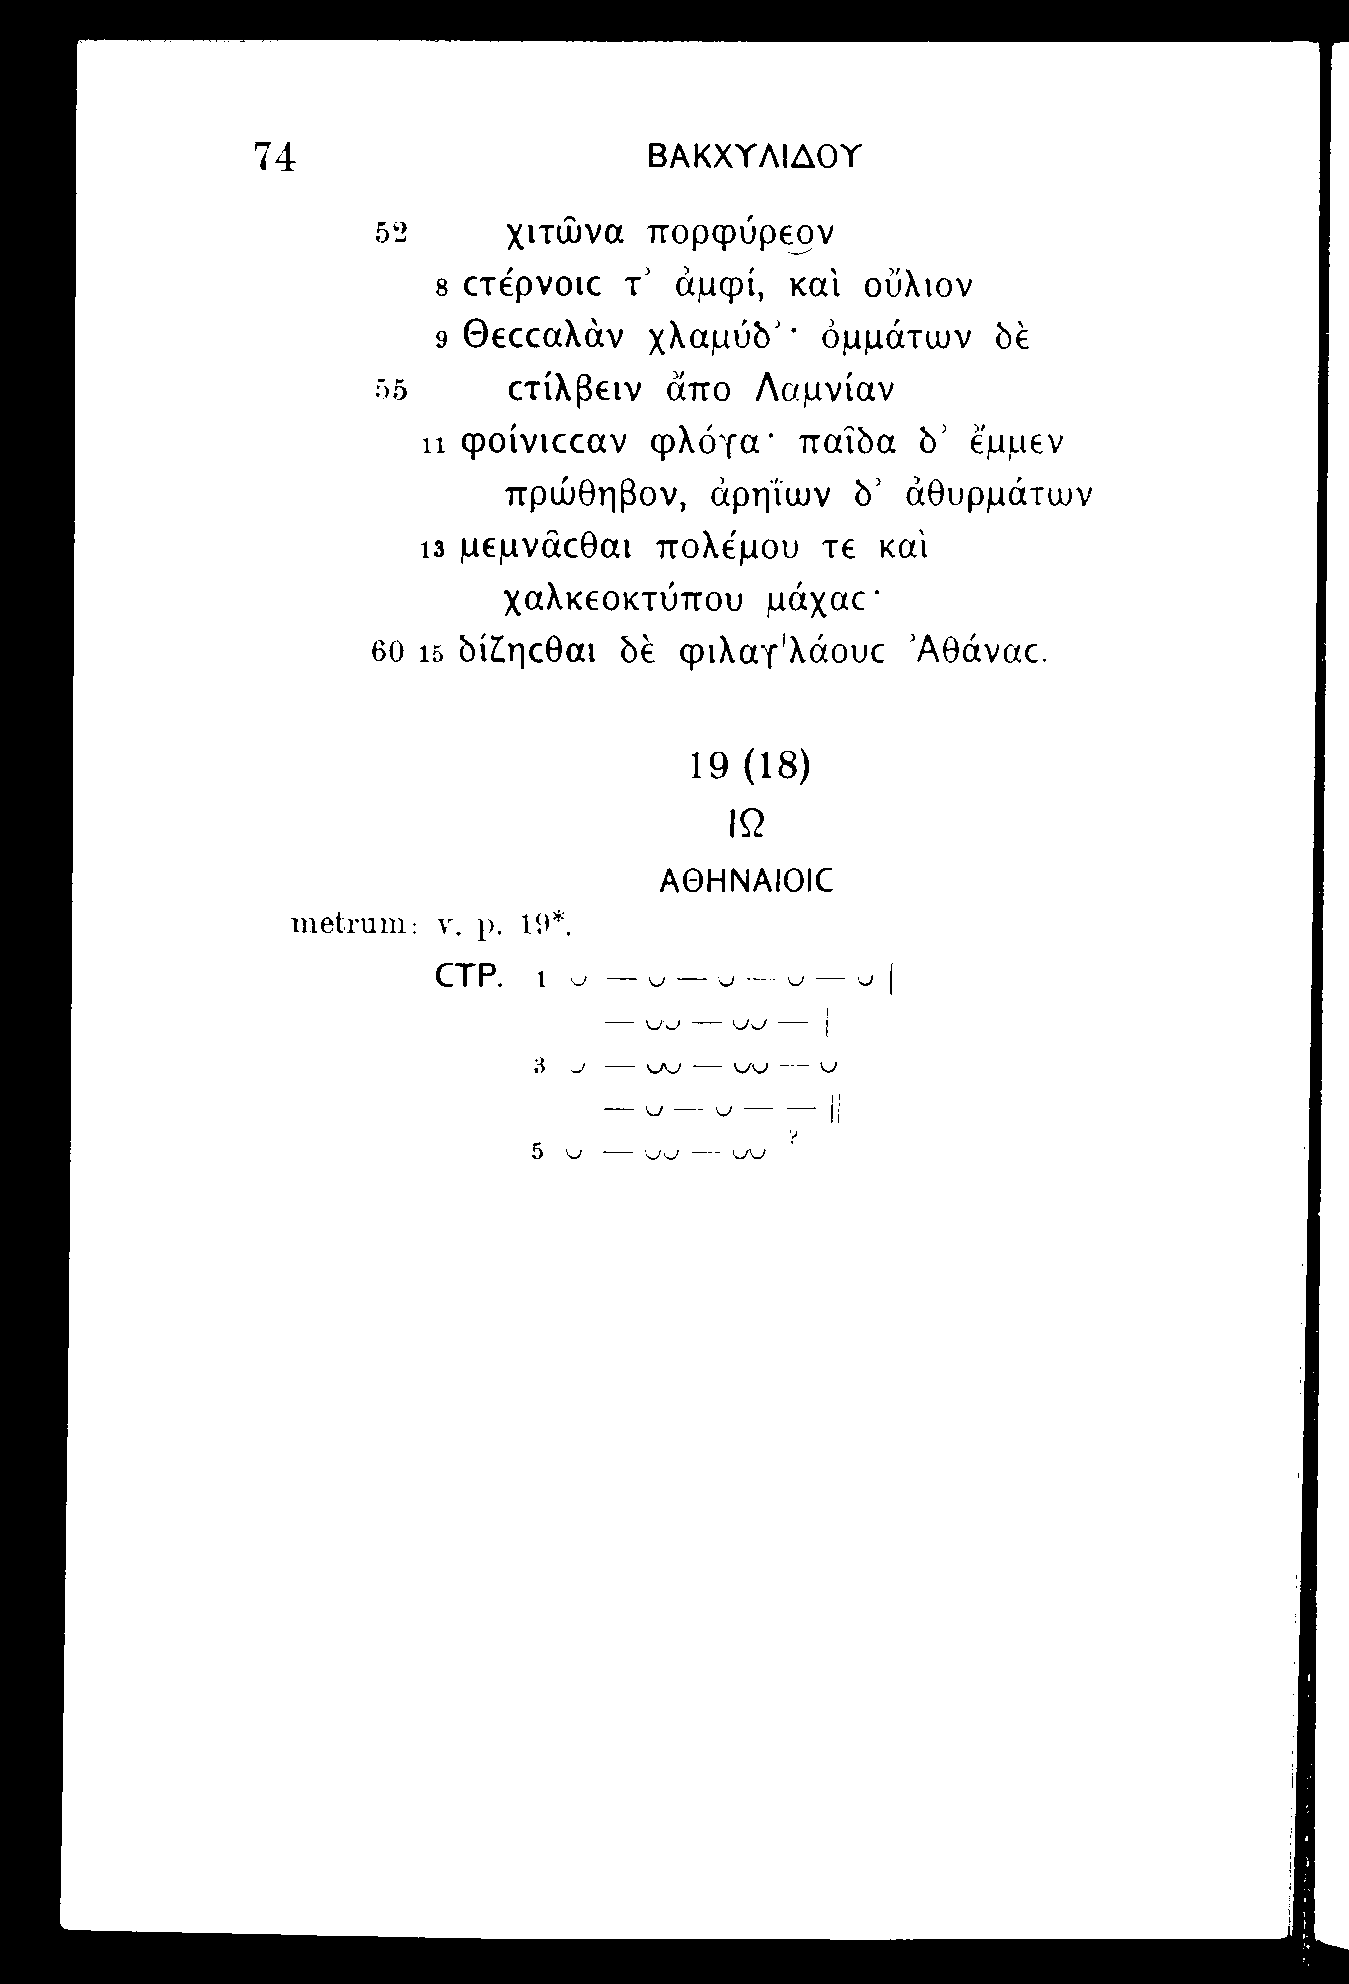 74 ΒΑΚΧΥΛΙΔΟΥ
52 χιτῶνα πορφύρεον
8 cτέρνοιc τ’ ἀμφί, καὶ οὔλιον
9 Θεccαλὰν χλαμύδ’· ὀμμάτων δὲ
55 cτίλβειν ἄπο Λαμνίαν
11 φοίνιccαν φλόγα· παῖδα δ’ ἔμμεν
πρώθηβον, ἀρηΐων δ’ ἀθυρμάτων
13 μεμνᾶcθαι πολέμου τε καὶ
χαλκεοκτύπου μάχαc·
60 15 δίζηcθαι δὲ φιλαγ'λάουc Ἀθάναc.
19 (18)
ΙΩ
ΑΘΗΝΑΙΟΙC
metrum: v. p. 19*.
CΤΡ. 1 ⏑ — ⏑ — ⏑ — ⏑ — ⏑ |
— ⏑⏑ — ⏑⏑ — |
3 ⏑ — ⏑⏑ — ⏑⏑ — ⏑
— ⏑ — ⏑ — — ||
5 ⏑ — ⏑⏑ — ⏑⏑ ?